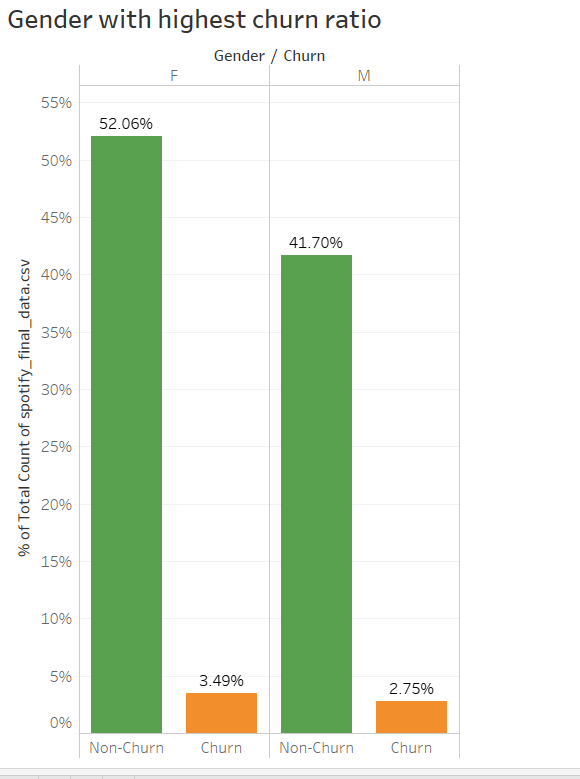 Gender with highest churn ratio
Gender / Churn
F
M
55%
50%
45%
40%
35%
30%
25%
20%
15%
10%
5%
0%
% of Total Count of spotify_final_data.csv
52.06%
3.49%
41.70%
2.75%
Non-Churn
Churn
Non-Churn
Churn